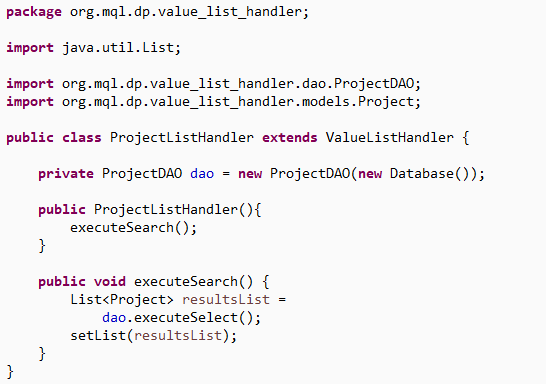 package org.mql.dp.value_list_handler;
import java.util.List;
import org.mql.dp.value_list_handler.dao.ProjectDAO;
import org.mql.dp.value_list_handler.models.Project;
public class ProjectListHandler extends ValueListHandler {
private ProjectDAO dao = new ProjectDAO(new Database());
public ProjectListHandler(){
executeSearch();
}
public void executeSearch() {
List<Project> resultsList =
dao.executeSelect();
setList(resultsList);
}
}